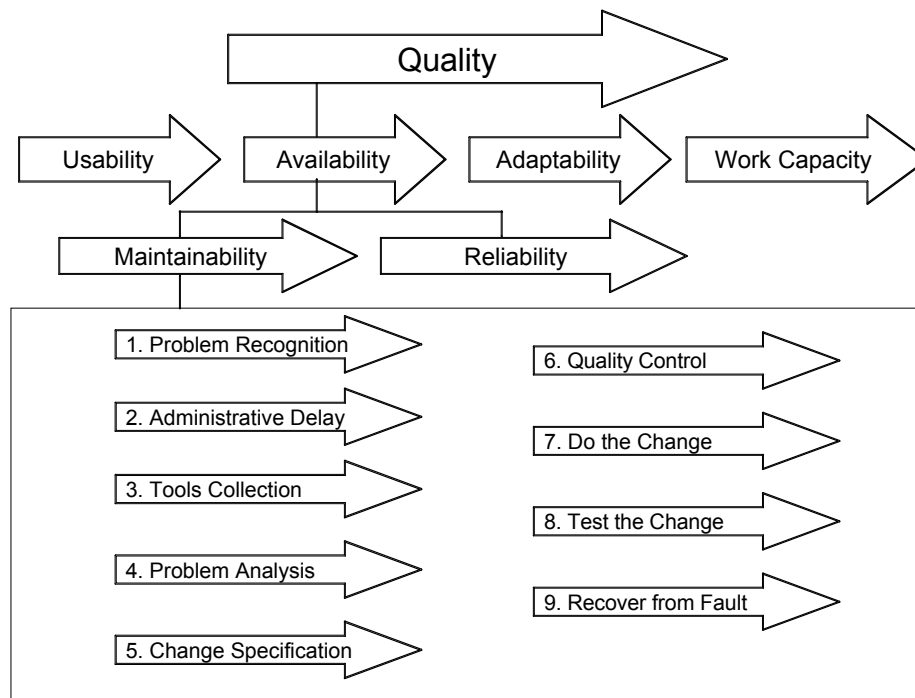 Quality
Usability
Availability
Adaptability
Work Capacity
Maintainability
Reliability
1. Problem Recognition
2. Administrative Delay
3. Tools Collection
4. Problem Analysis
5. Change Specification
6. Quality Control
7. Do the Change
8. Test the Change
9. Recover from Fault